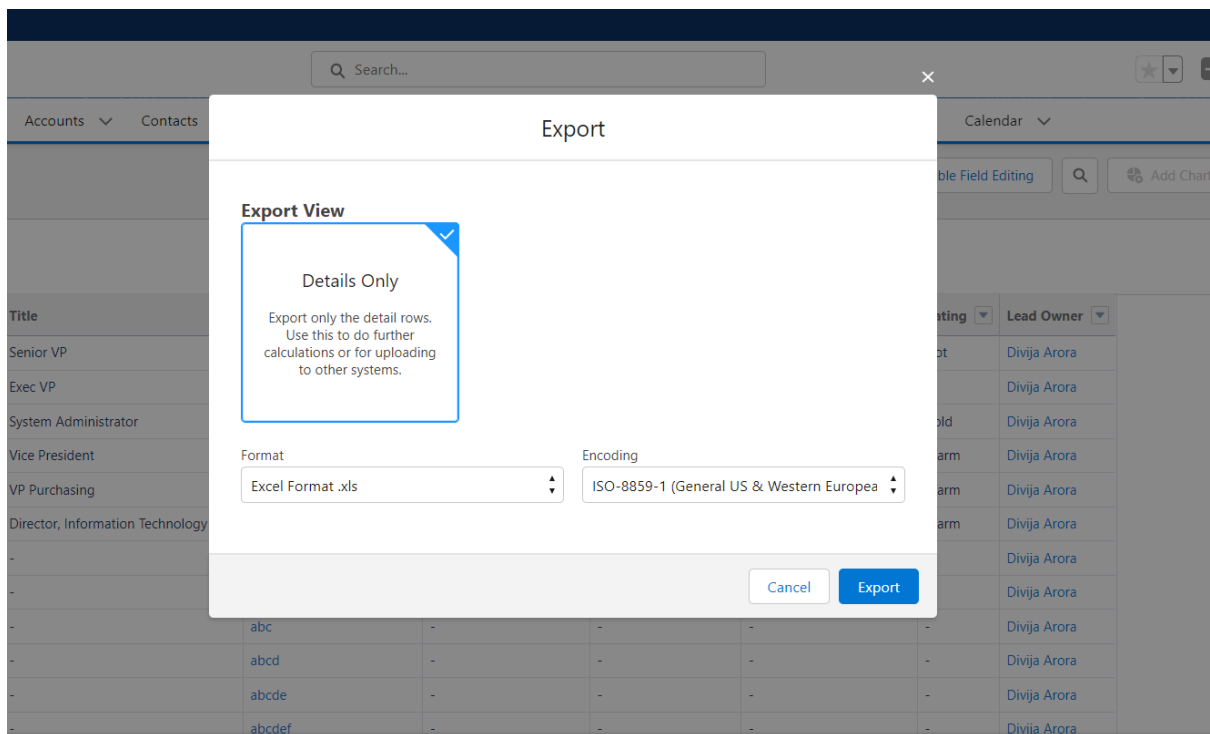 Search...
Accounts
Contacts
Calendar
Export
ble Field Editing
Add Chart
Export View
Details Only
Export only the detail rows.
Use this to do further
calculations or for uploading
to other systems.
Title
ating
Lead Owner
Senior VP
ot
Divija Arora
Exec VP
Divija Arora
System Administrator
old
Divija Arora
Format
Encoding
Vice President
arm
Divija Arora
Excel Format .xls
ISO-8859-1 (General US & Western Europea
VP Purchasing
arm
Divija Arora
Director, Information Technology
arm
Divija Arora
-
Divija Arora
Cancel
Export
-
Divija Arora
-
abc
-
-
-
-
Divija Arora
-
abcd
-
-
-
-
Divija Arora
-
abcde
-
-
-
-
Divija Arora
-
abcdef
-
-
-
-
Divija Arora